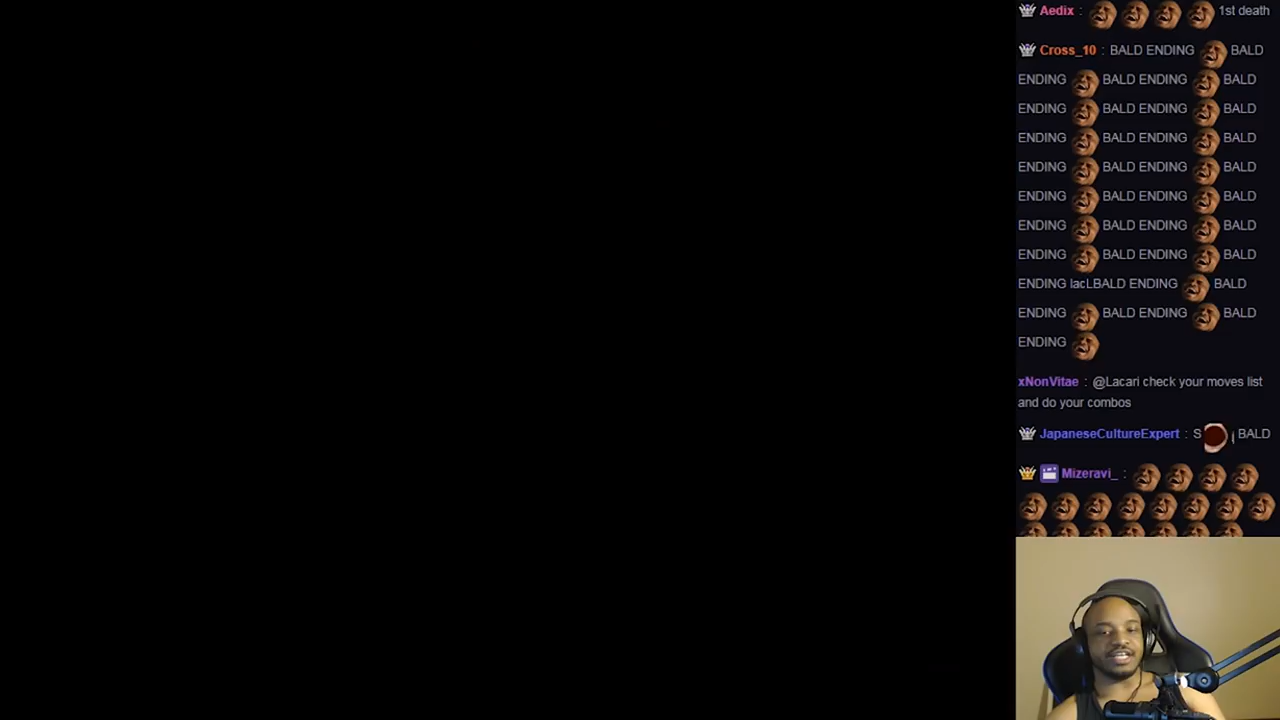 Aedix : 1st death
Cross_10 : BALD ENDING BALD
ENDING BALD ENDING BALD
ENDING BALD ENDING BALD
ENDING BALD ENDING BALD
ENDING BALD ENDING BALD
ENDING BALD ENDING BALD
ENDING BALD ENDING BALD
ENDING BALD ENDING BALD
ENDING lacLBALD ENDING BALD
ENDING BALD ENDING BALD
ENDING
xNonVitae : @Lacari check your moves list
and do your combos
JapaneseCultureExpert : S BALD
Mizeravi_ :